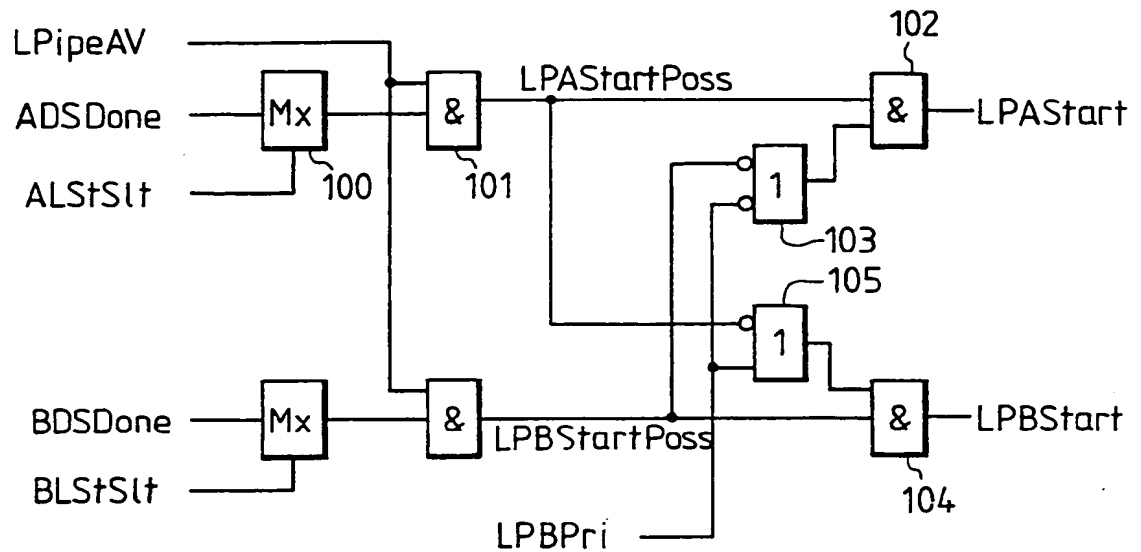 LPipeAV
ADSDone
ALStSlt
Mx
100
&
101
LPAStartPoss
102
&
LPAStart
1
103
105
1
BDSDone
BLStSlt
Mx
&
LPBStartPoss
&
LPBStart
104
LPBPri